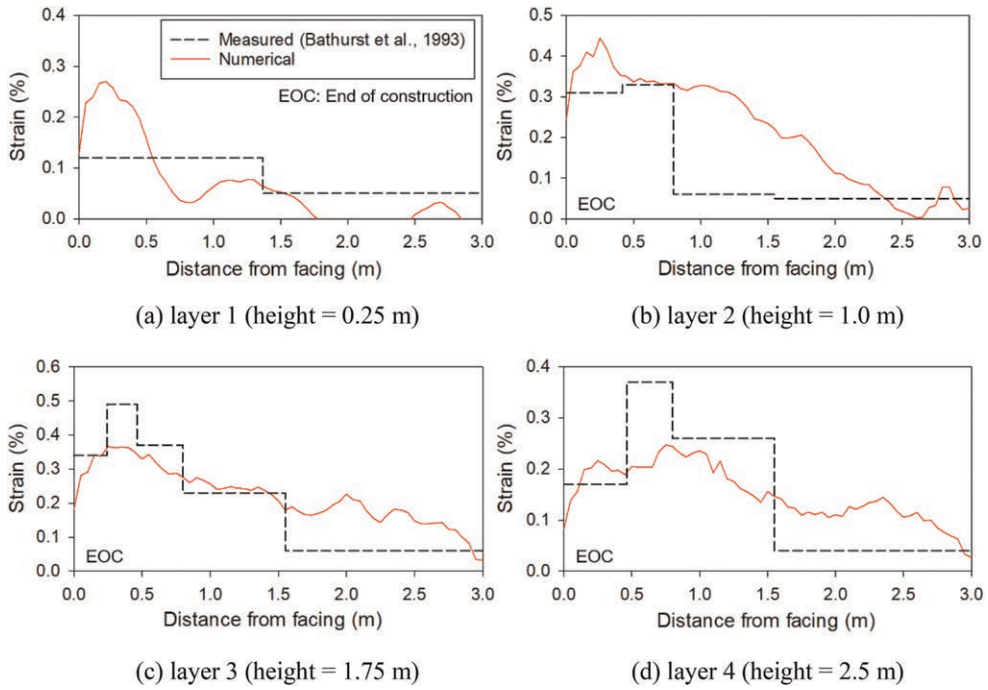 0.4
0.3
0.2
0.1
0.0
Strain (%)
Measured (Bathurst et al., 1993)
Numerical
EOC: End of construction
0.0 0.5 1.0 1.5 2.0 2.5 3.0
Distance from facing (m)
(a) layer 1 (height = 0.25 m)
0.5
0.4
0.3
0.2
0.1
0.0
Strain (%)
EOC
0.0 0.5 1.0 1.5 2.0 2.5 3.0
Distance from facing (m)
(b) layer 2 (height = 1.0 m)
0.6
0.5
0.4
0.3
0.2
0.1
0.0
Strain (%)
EOC
0.0 0.5 1.0 1.5 2.0 2.5 3.0
Distance from facing (m)
(c) layer 3 (height = 1.75 m)
0.4
0.3
0.2
0.1
0.0
Strain (%)
EOC
0.0 0.5 1.0 1.5 2.0 2.5 3.0
Distance from facing (m)
(d) layer 4 (height = 2.5 m)